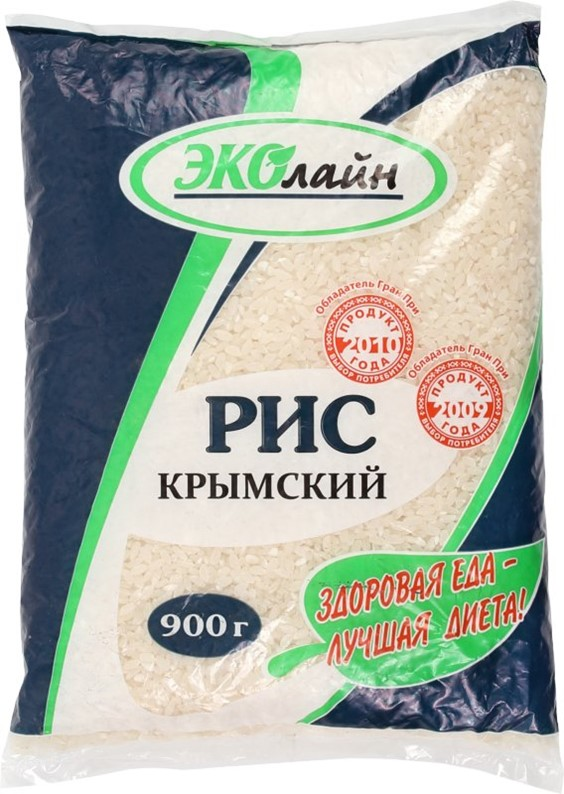 ЭКОлайн
Обладатель Гран При
ПРОДУКТ
2010
ГОДА
ВЫБОР ПОТРЕБИТЕЛЯ
Обладатель Гран При
ПРОДУКТ
2009
ГОДА
ВЫБОР ПОТРЕБИТЕЛЯ
РИС
КРЫМСКИЙ
900 г
ЗДОРОВАЯ ЕДА –
ЛУЧШАЯ ДИЕТА!